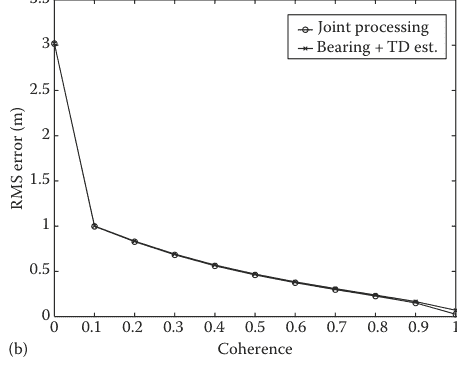 3.5
Joint processing
Bearing + TD est.
3
2.5
2
1.5
1
0.5
0
RMS error (m)
0 0.1 0.2 0.3 0.4 0.5 0.6 0.7 0.8 0.9 1
(b) Coherence